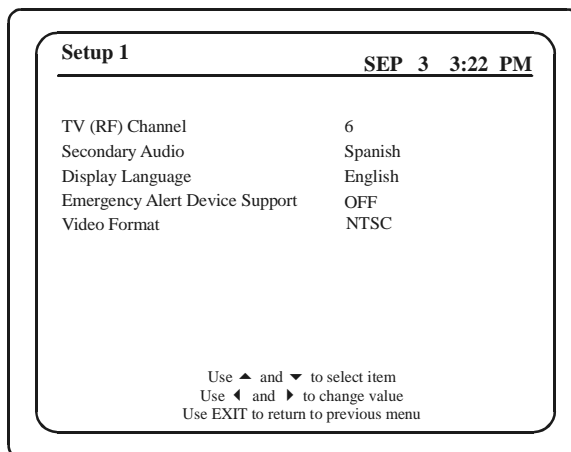 Setup 1 SEP 3 3:22 PM
TV (RF) Channel 6
Secondary Audio Spanish
Display Language English
Emergency Alert Device Support OFF
Video Format NTSC
Use ▲ and ▼ to select item
Use ◀ and ▶ to change value
Use EXIT to return to previous menu